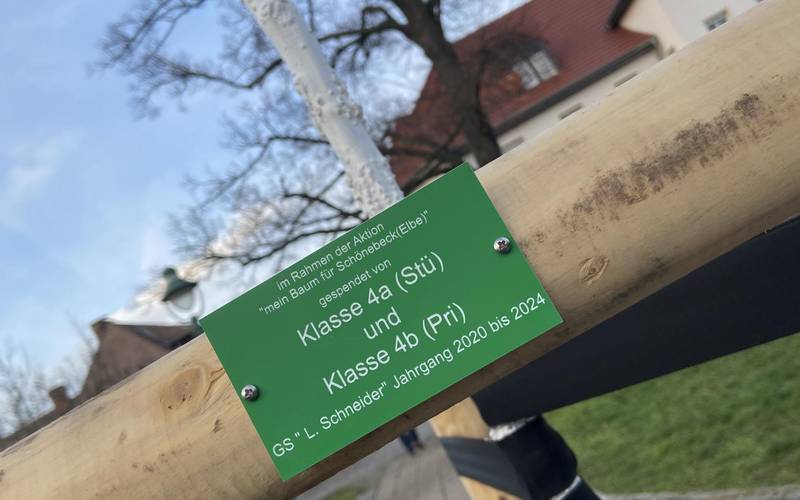 im Rahmen der Aktion
"mein Baum für Schönebeck(Elbe)"
gespendet von
Klasse 4a (Stü)
und
Klasse 4b (Pri)
GS " L. Schneider" Jahrgang 2020 bis 2024